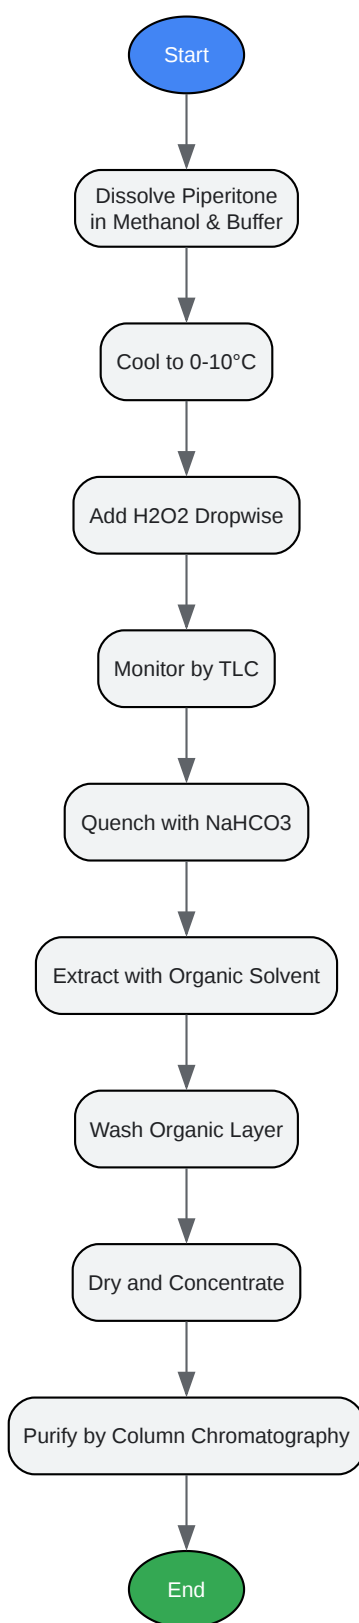 Start
Dissolve Piperitone
in Methanol & Buffer
Cool to 0-10°C
Add H2O2 Dropwise
Monitor by TLC
Quench with NaHCO3
Extract with Organic Solvent
Wash Organic Layer
Dry and Concentrate
Purify by Column Chromatography
End